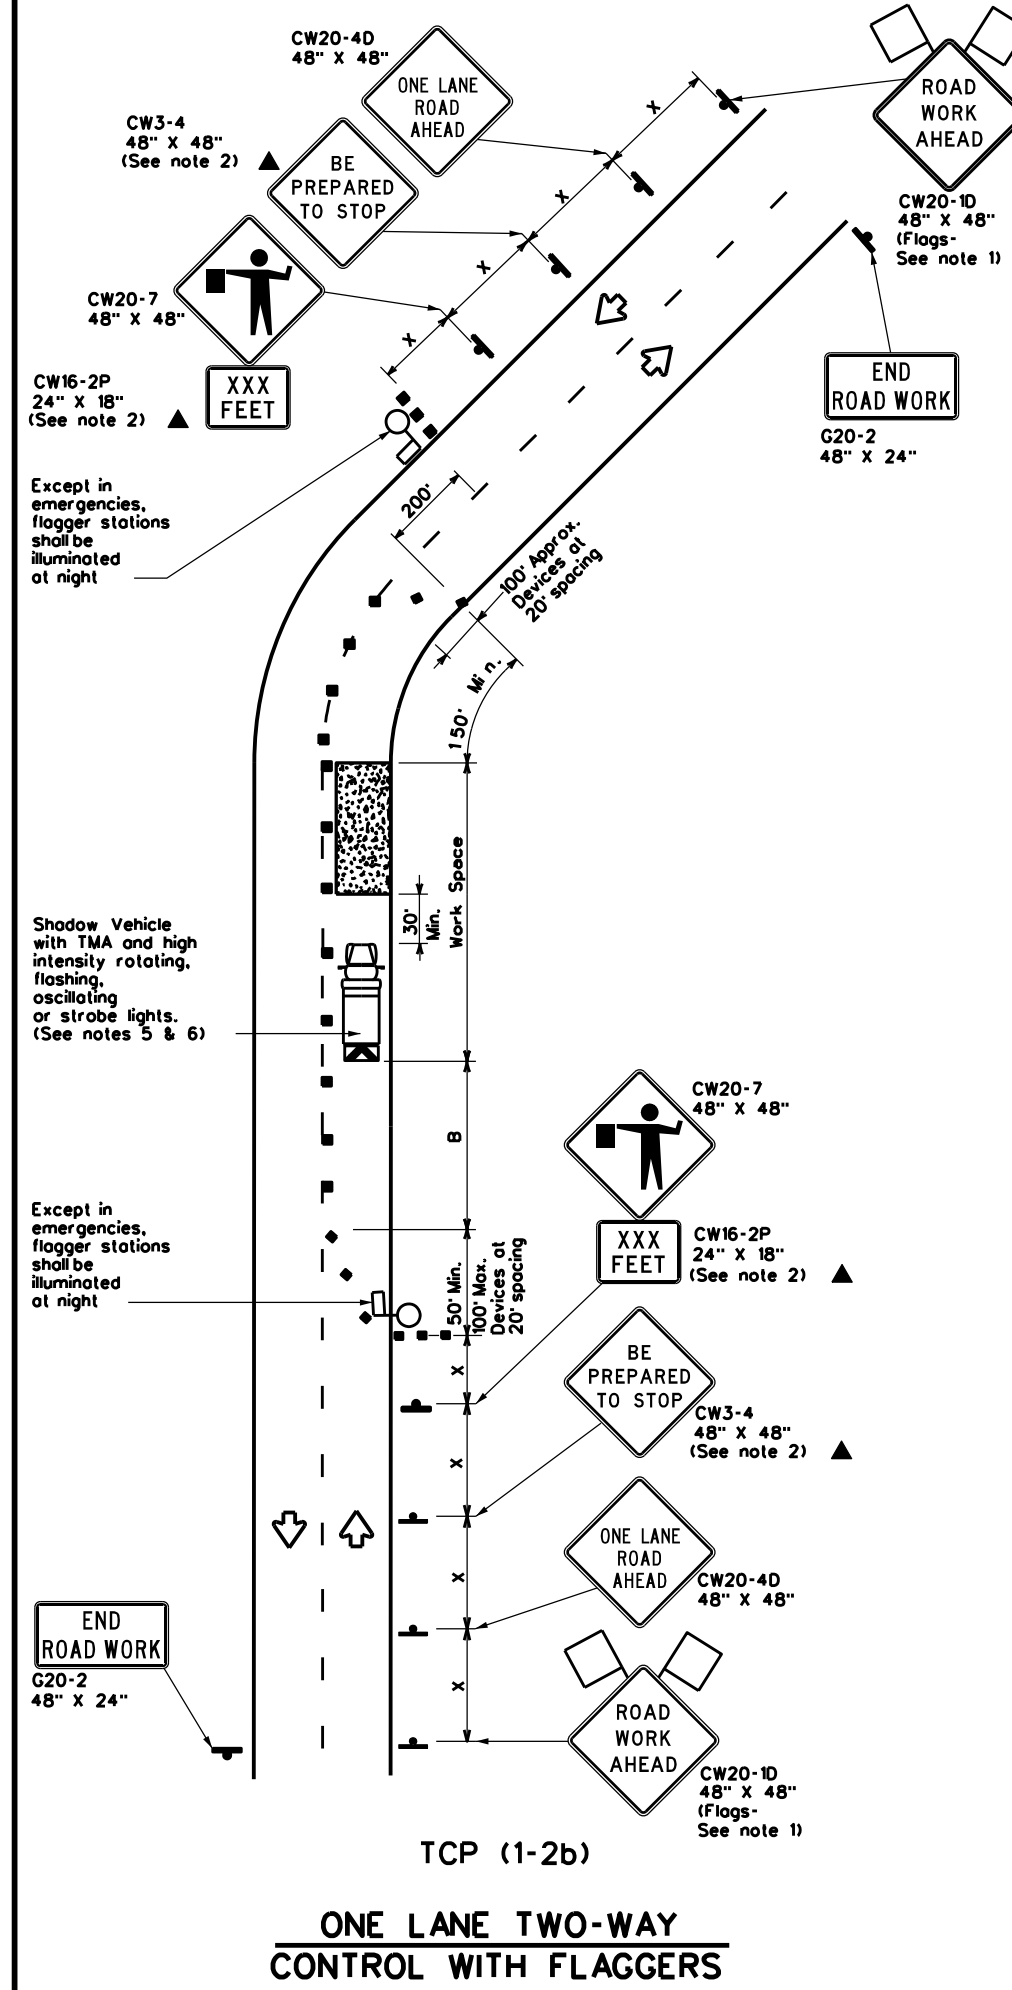 CW20-4D
48" X 48"
ONE LANE
ROAD
AHEAD
CW3-4
48" X 48"
(See note 2)
BE
PREPARED
TO STOP
CW20-7
48" X 48"
CW16-2P
24" X 18"
(See note 2)
XXX
FEET
ROAD
WORK
AHEAD
CW20-1D
48" X 48"
(Flags-
See note 1)
X
X
X
X
END
ROAD WORK
G20-2
48" X 24"
Except in
emergencies,
flagger stations
shall be
illuminated
at night
200'
100' Approx.
Devices at
20' spacing
150' Min.
Work Space
30'
Min.
Shadow Vehicle
with TMA and high
intensity rotating,
flashing,
oscillating
or strobe lights.
(See notes 5 & 6)
B
CW20-7
48" X 48"
XXX
FEET
CW16-2P
24" X 18"
(See note 2)
Except in
emergencies,
flagger stations
shall be
illuminated
at night
50' Min.
100' Max.
Devices at
20' spacing
X
X
X
X
BE
PREPARED
TO STOP
CW3-4
48" X 48"
(See note 2)
ONE LANE
ROAD
AHEAD
CW20-4D
48" X 48"
END
ROAD WORK
G20-2
48" X 24"
ROAD
WORK
AHEAD
CW20-1D
48" X 48"
(Flags-
See note 1)
TCP (1-2b)
ONE LANE TWO-WAY
CONTROL WITH FLAGGERS